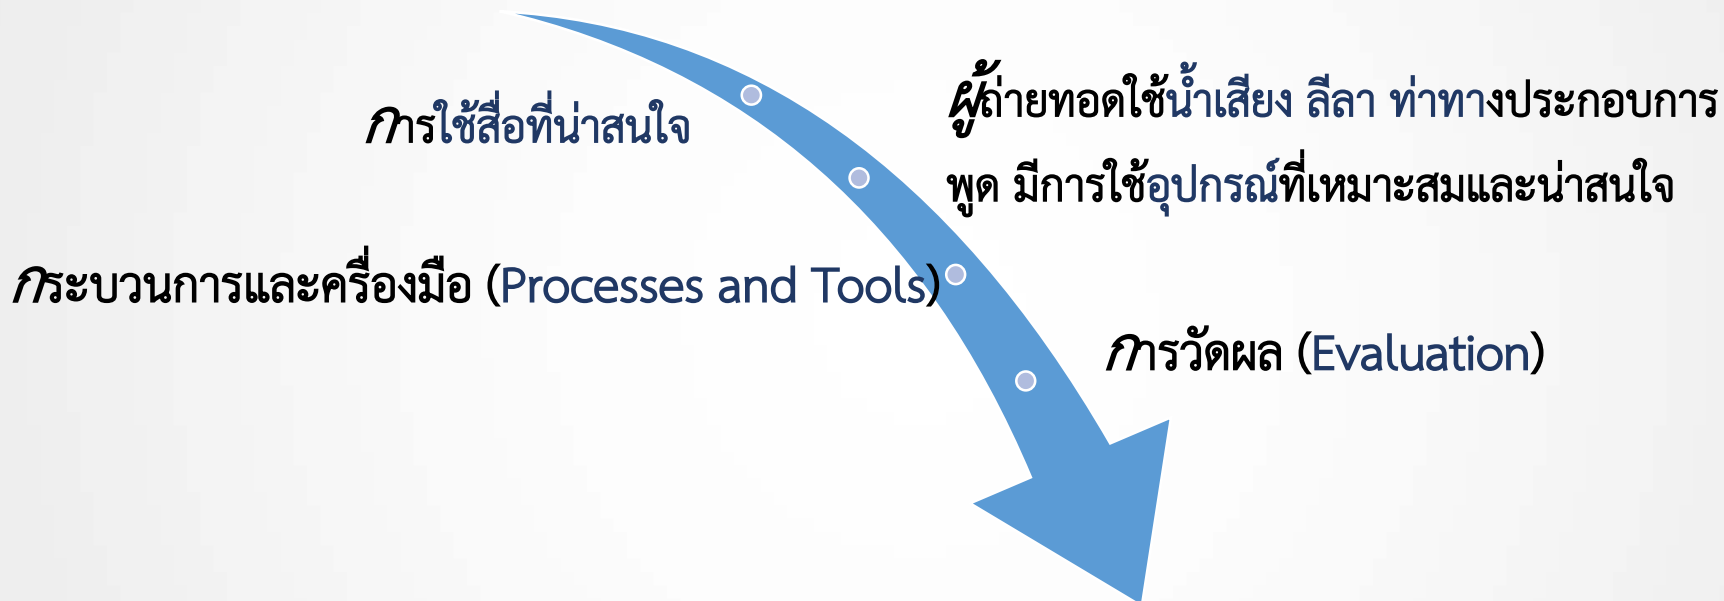 การใช้สื่อที่น่าสนใจ
ผู้ถ่ายทอดใช้น้ำเสียง ลีลา ท่าทางประกอบการ
พูด มีการใช้อุปกรณ์ที่เหมาะสมและน่าสนใจ
กระบวนการและครื่องมือ (Processes and Tools)
การวัดผล (Evaluation)